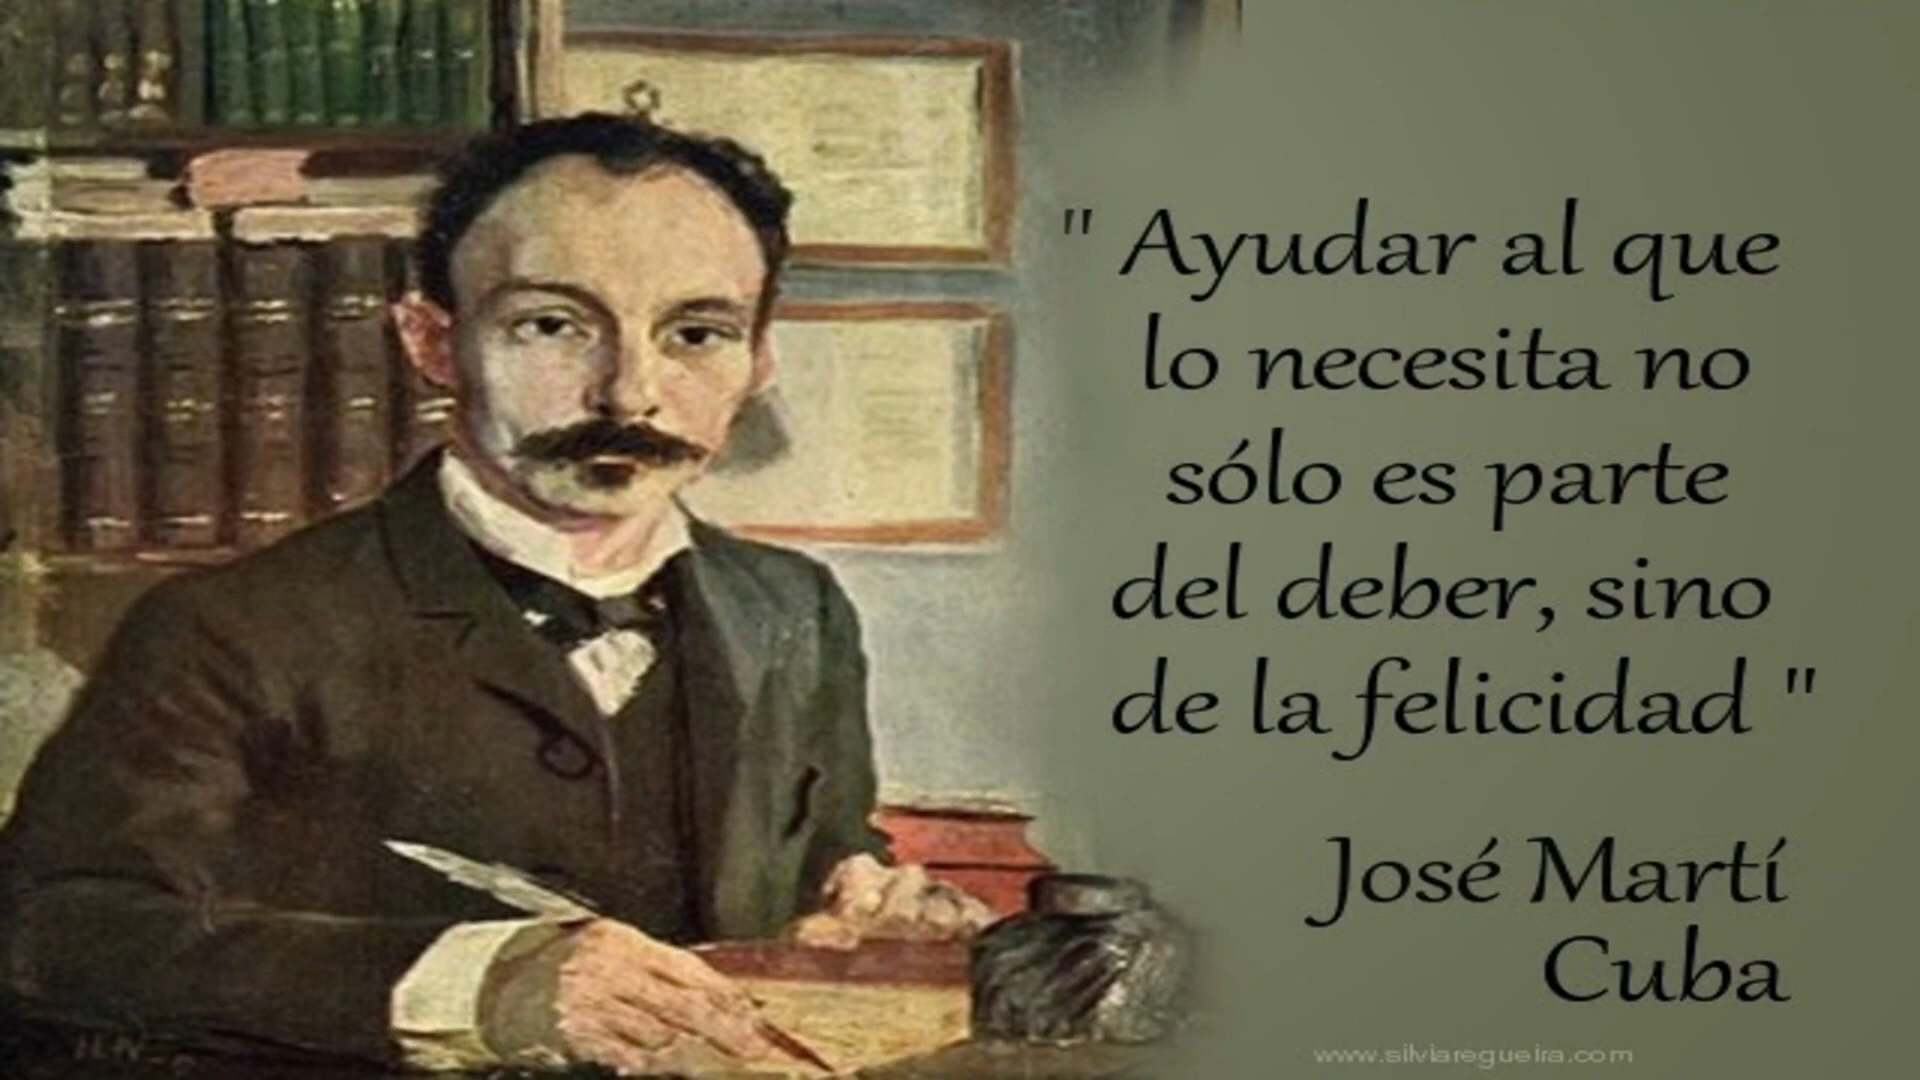 " Ayudar al que
lo necesita no
sólo es parte
del deber, sino
de la felicidad "
José Martí
Cuba
www.silviaregueira.com